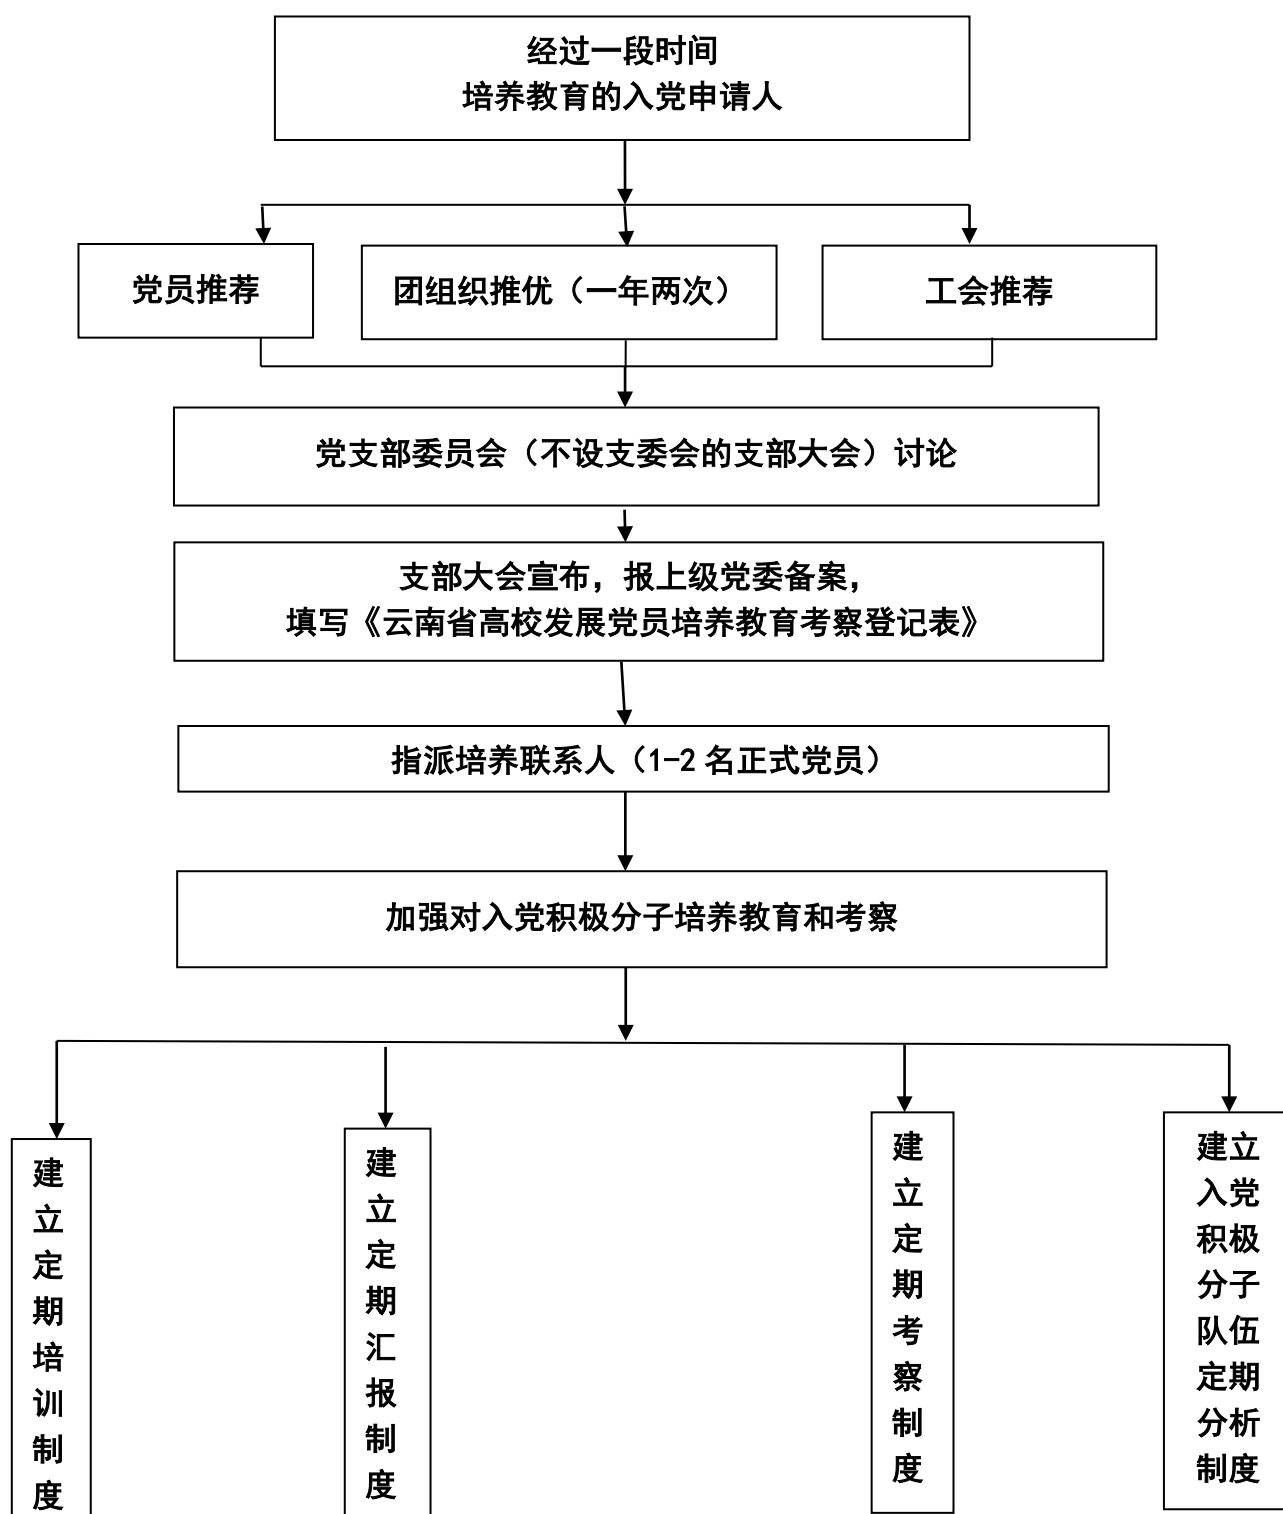 经过一段时间
培养教育的入党申请人
党员推荐
团组织推优（一年两次）
工会推荐
党支部委员会（不设支委会的支部大会）讨论
支部大会宣布，报上级党委备案，
填写《云南省高校发展党员培养教育考察登记表》
指派培养联系人（1-2 名正式党员）
加强对入党积极分子培养教育和考察
建立定期培训制度
建立定期汇报制度
建立定期考察制度
建立
入党
积极
分子
队伍
定期
分析
制度